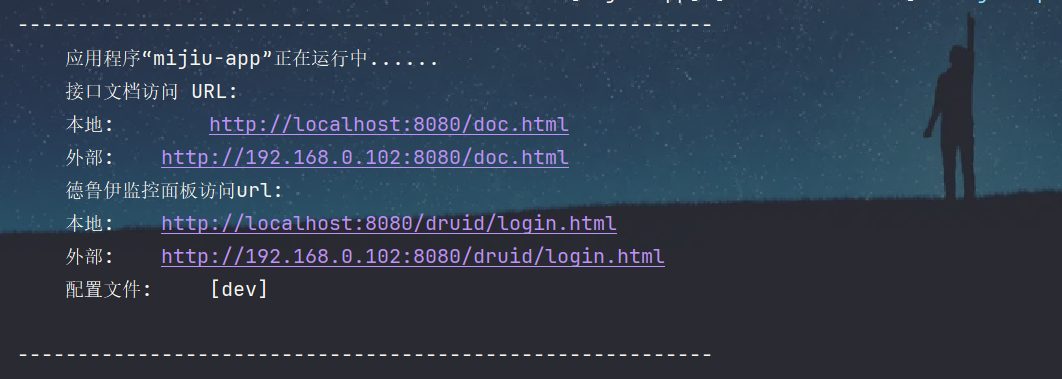 ----------------------------------------------------------
应用程序“mijiu-app”正在运行中......
接口文档访问 URL:
本地: http://localhost:8080/doc.html
外部: http://192.168.0.102:8080/doc.html
德鲁伊监控面板访问url:
本地: http://localhost:8080/druid/login.html
外部: http://192.168.0.102:8080/druid/login.html
配置文件: [dev]
----------------------------------------------------------